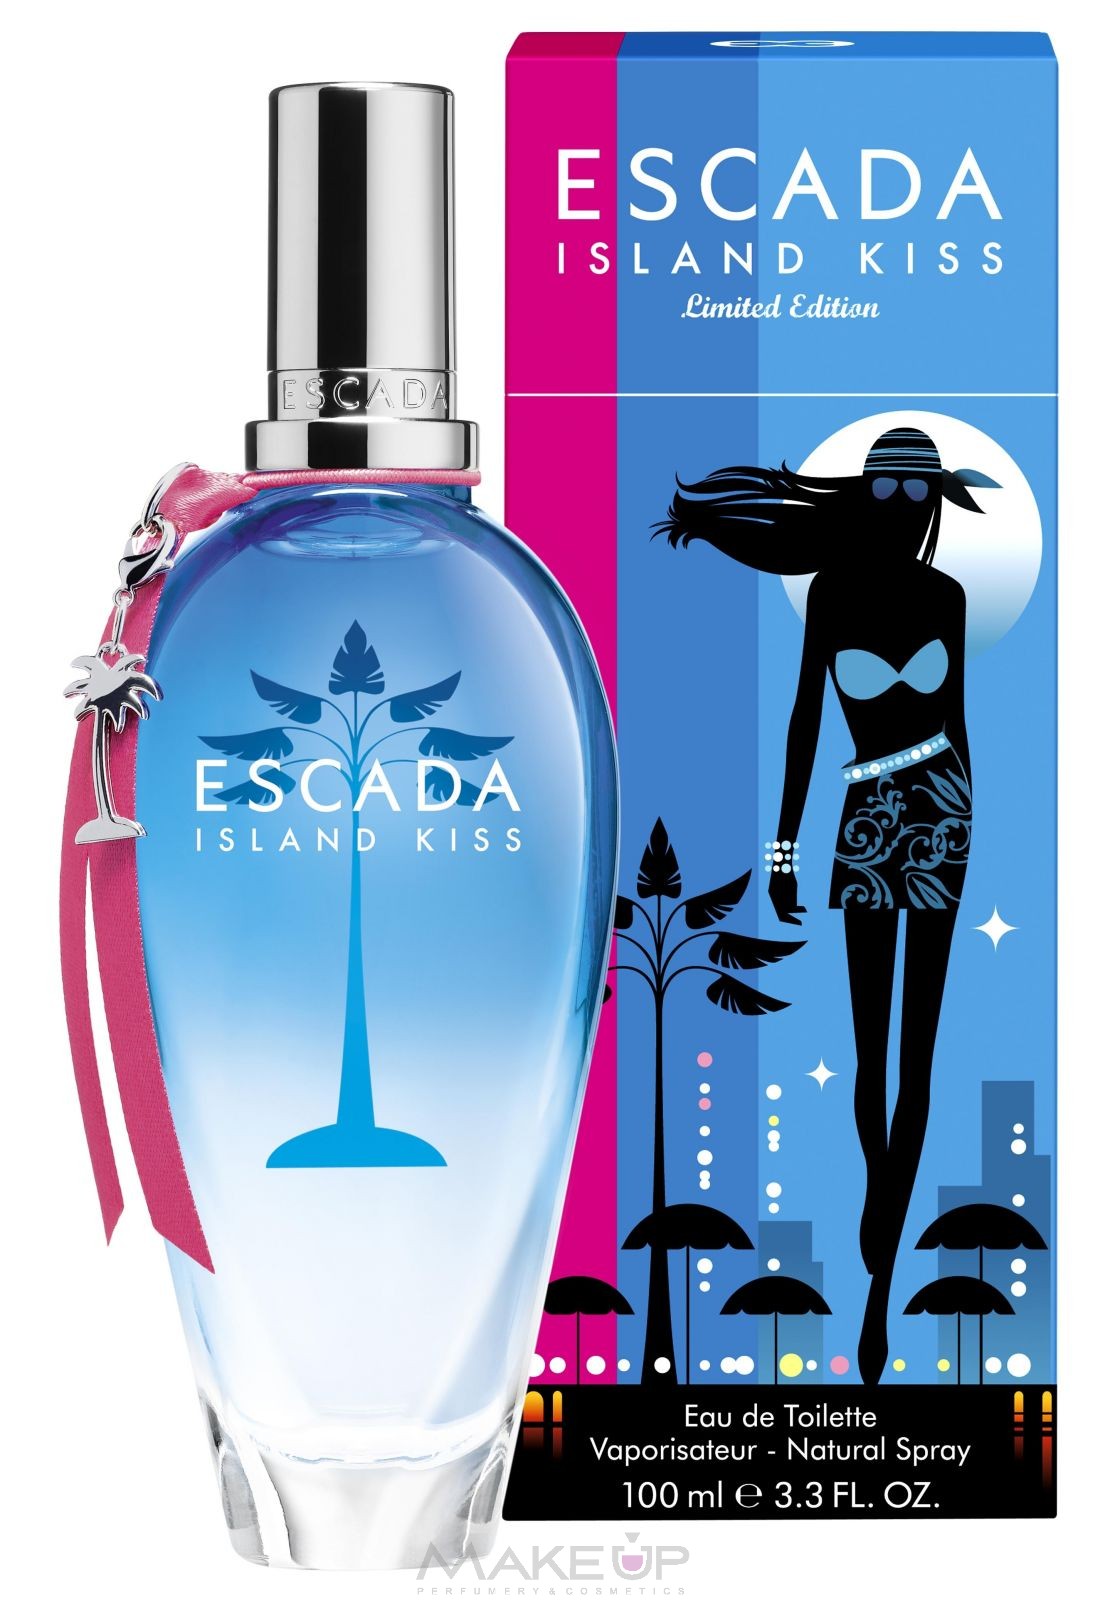 ESCADA
ISLAND KISS
Limited Edition
ESCADA
ESCADA
ISLAND KISS
Eau de Toilette
Vaporisateur - Natural Spray
100 ml ℮ 3.3 FL. OZ.
MAKEUP
PERFUMERY & COSMETICS